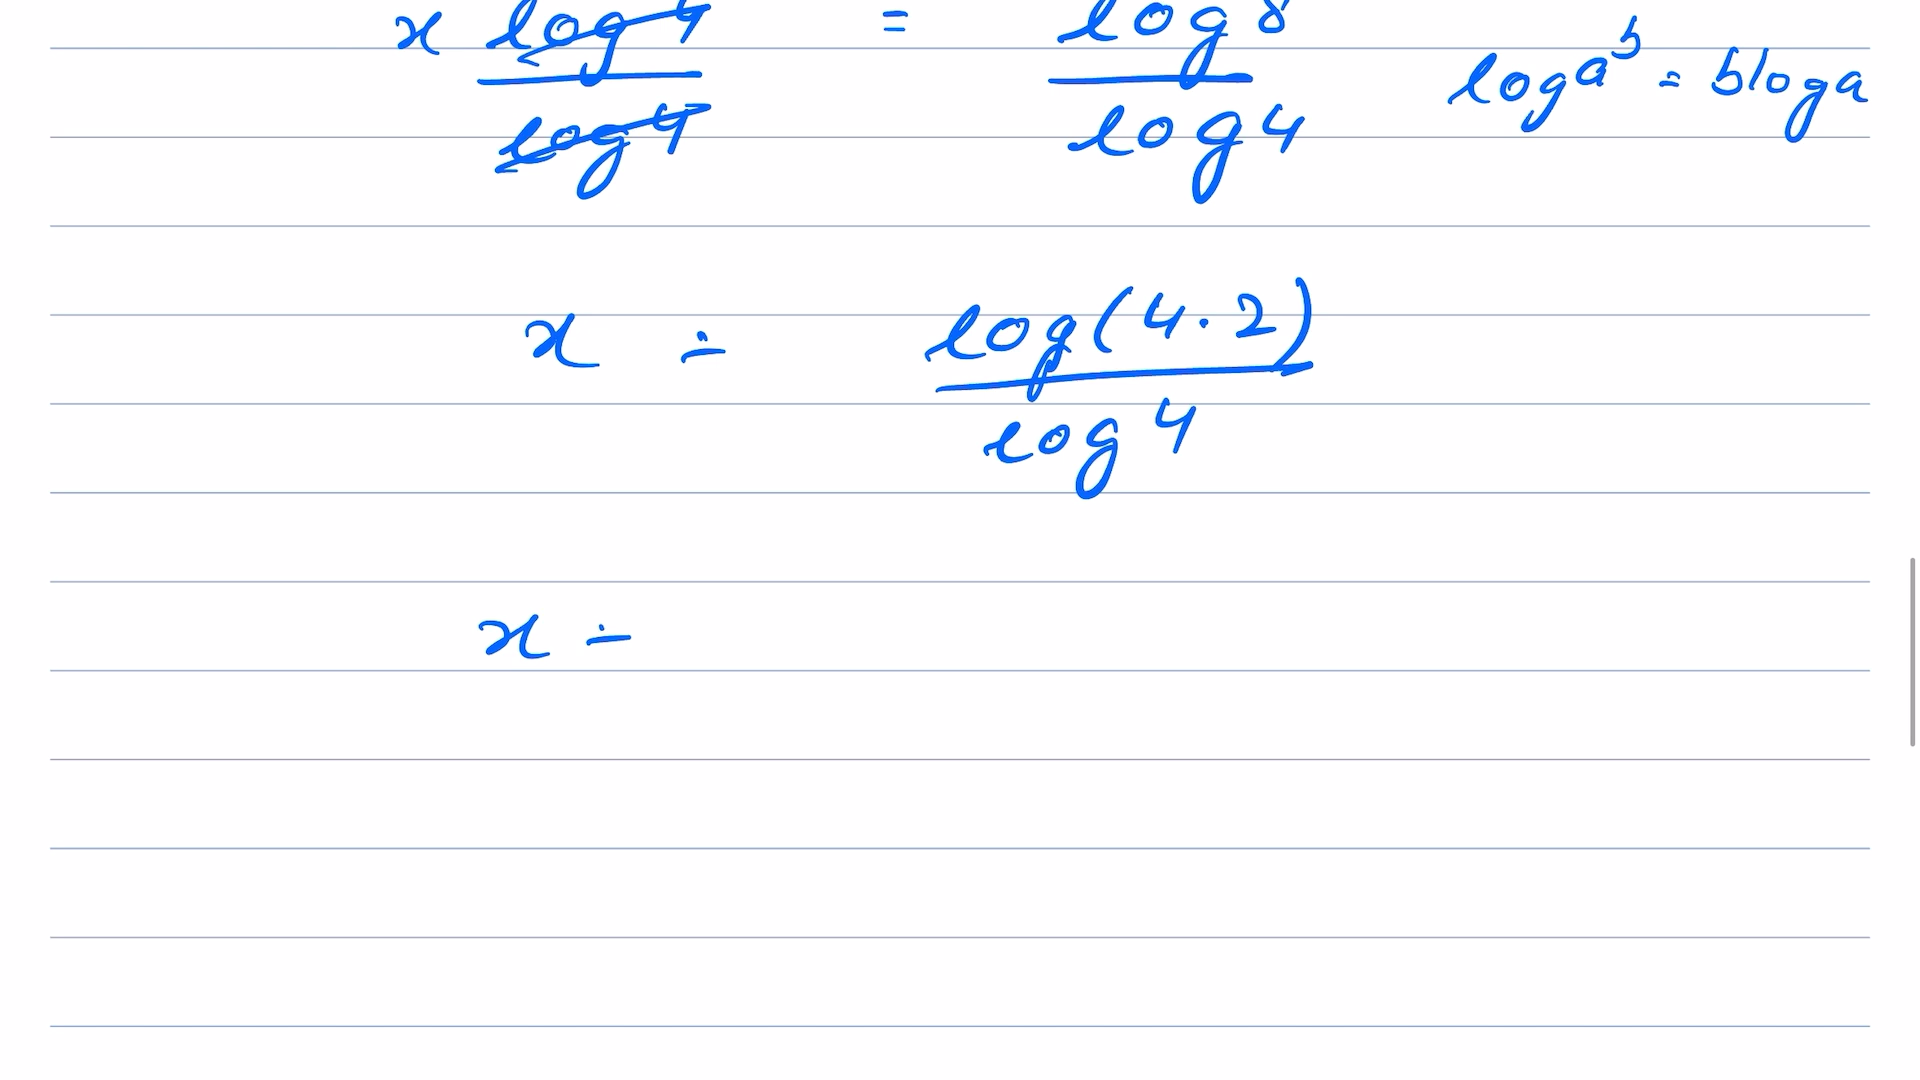 x log 4 / log 4 = log 8 / log 4
log a^b = b log a
x = log(4·2) / log 4
x =